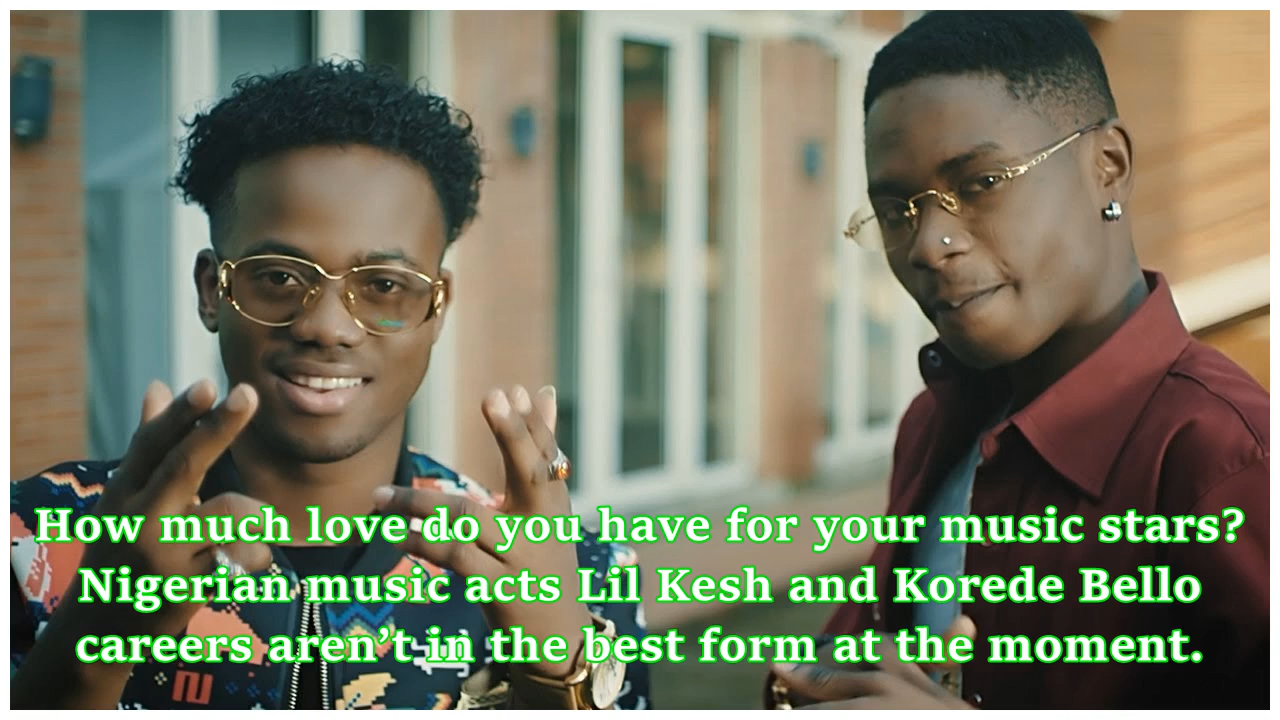 How much love do you have for your music stars?
Nigerian music acts Lil Kesh and Korede Bello
careers aren’t in the best form at the moment.